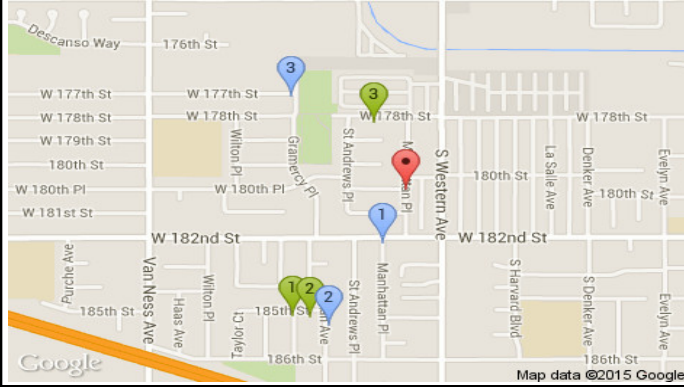 Descanso Way
176th St
3
W 177th St
W 177th St
3
W 178th St
W 178th St
W 178th St
W 178th St
W 179th St
Wilton Pl
Gramercy Pl
St Andrews Pl
S Western Ave
La Salle Ave
Denker Ave
Evelyn Ave
180th St
180th St
W 180th Pl
W 180th Pl
180th St
W 181st St
1
W 182nd St
W 182nd St
Purche Ave
Van Ness Ave
Haas Ave
Wilton Pl
Taylor Ct
185th St
1
2
2
St Andrews Pl
Manhattan Pl
S Harvard Blvd
S Denker Ave
Evelyn Ave
186th St
186th St
Google
Map data ©2015 Google